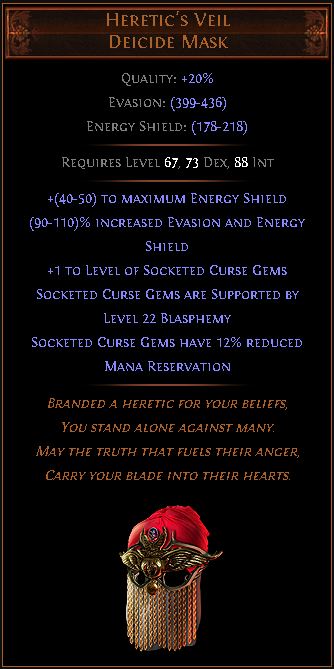 Heretic's Veil
Deicide Mask
Quality: +20%
Evasion: (399-436)
Energy Shield: (178-218)
Requires Level 67, 73 Dex, 88 Int
+(40-50) to maximum Energy Shield
(90-110)% increased Evasion and Energy
Shield
+1 to Level of Socketed Curse Gems
Socketed Curse Gems are Supported by
Level 22 Blasphemy
Socketed Curse Gems have 12% reduced
Mana Reservation
Branded a heretic for your beliefs,
You stand alone against many.
May the truth that fuels their anger,
Carry your blade into their hearts.